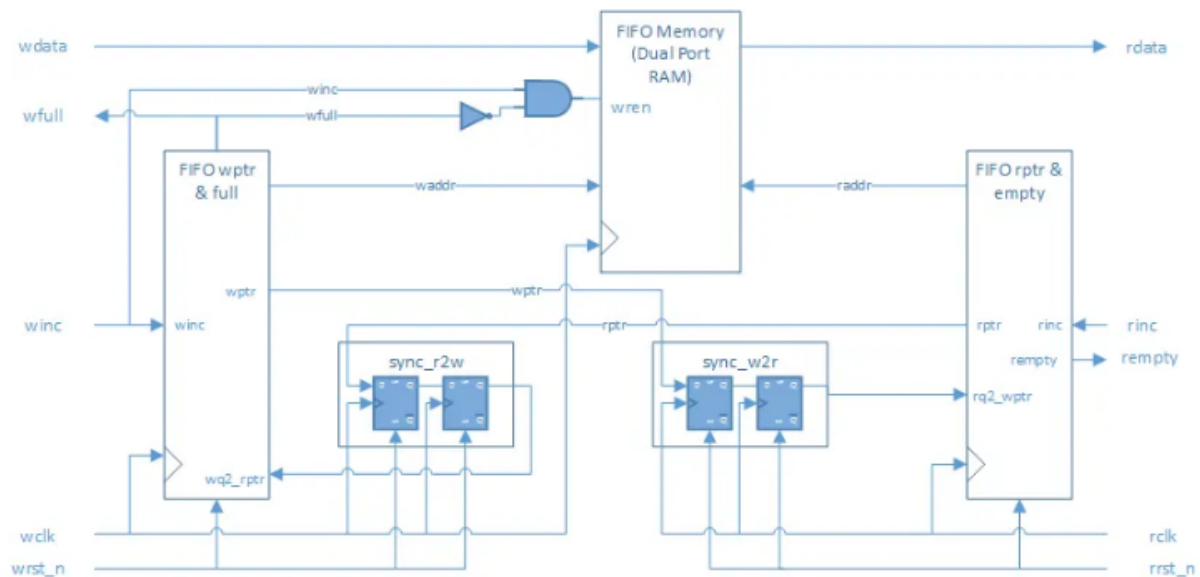 wdata
FIFO Memory
(Dual Port
RAM)
rdata
winc
wren
wfull
wfull
FIFO wptr
& full
waddr
raddr
FIFO rptr &
empty
wptr
wptr
winc
winc
rptr
rptr
rinc
rinc
rempty
rempty
sync_r2w
sync_w2r
rq2_wptr
wq2_rptr
wclk
rclk
wrst_n
rrst_n